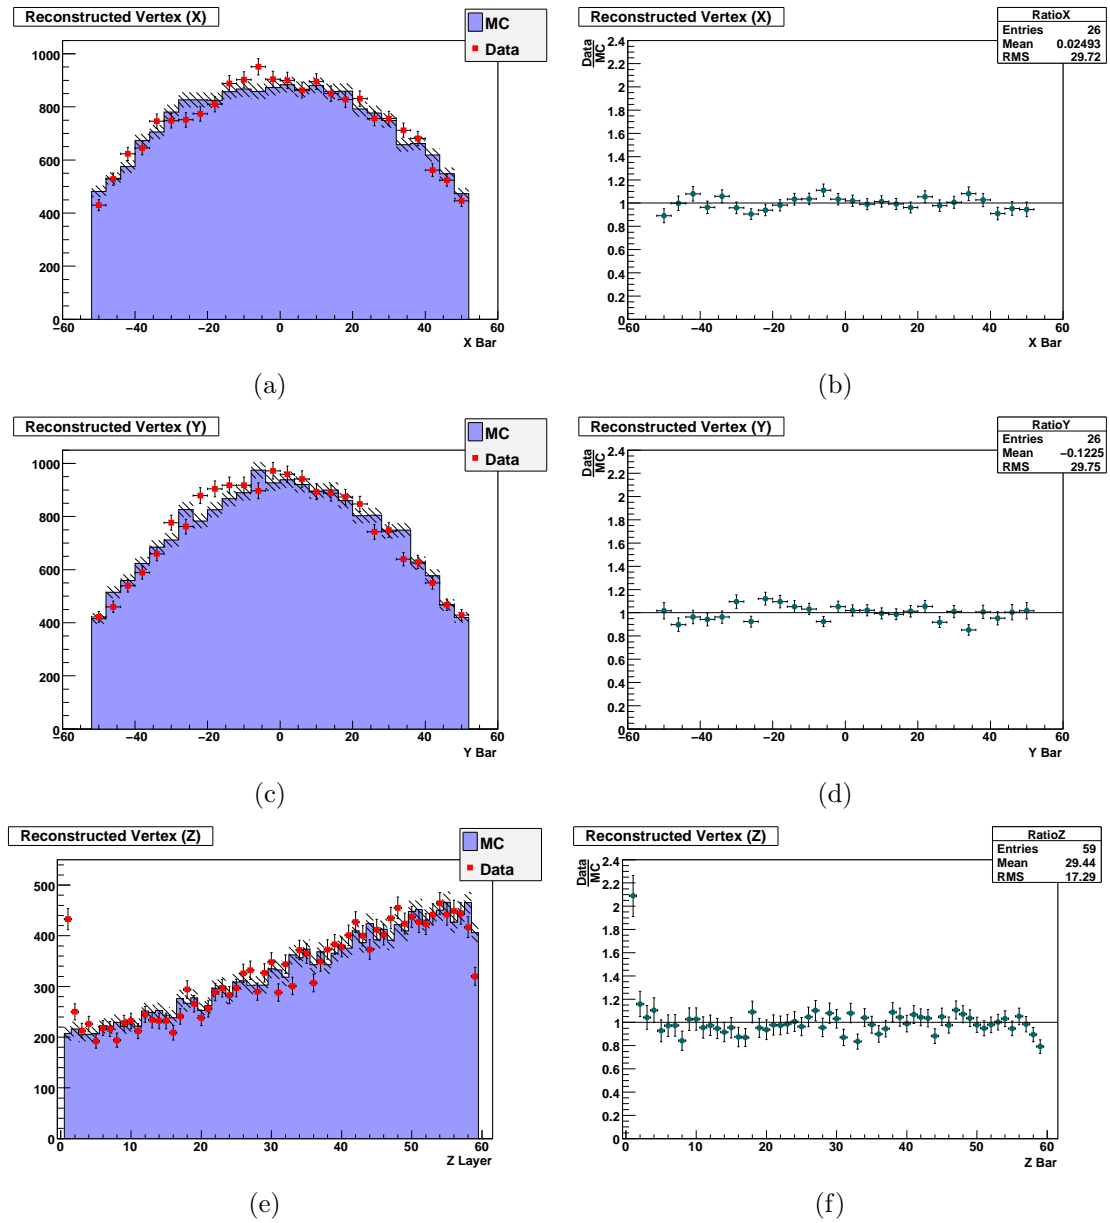 Reconstructed Vertex (X)
MC
Data
1000
800
600
400
200
0
−60 −40 −20 0 20 40 60
X Bar
(a)
Reconstructed Vertex (X)
RatioX
Entries 26
Mean 0.02493
RMS 29.72
Data
MC
2.4
2.2
2
1.8
1.6
1.4
1.2
1
0.8
0.6
0.4
0.2
0
−60 −40 −20 0 20 40 60
X Bar
(b)
Reconstructed Vertex (Y)
MC
Data
1000
800
600
400
200
0
−60 −40 −20 0 20 40 60
Y Bar
(c)
Reconstructed Vertex (Y)
RatioY
Entries 26
Mean −0.1225
RMS 29.75
Data
MC
2.4
2.2
2
1.8
1.6
1.4
1.2
1
0.8
0.6
0.4
0.2
0
−60 −40 −20 0 20 40 60
Y Bar
(d)
Reconstructed Vertex (Z)
MC
Data
500
400
300
200
100
0
0 10 20 30 40 50 60
Z Layer
(e)
Reconstructed Vertex (Z)
RatioZ
Entries 59
Mean 29.44
RMS 17.29
Data
MC
2.4
2.2
2
1.8
1.6
1.4
1.2
1
0.8
0.6
0.4
0.2
0
0 10 20 30 40 50 60
Z Bar
(f)